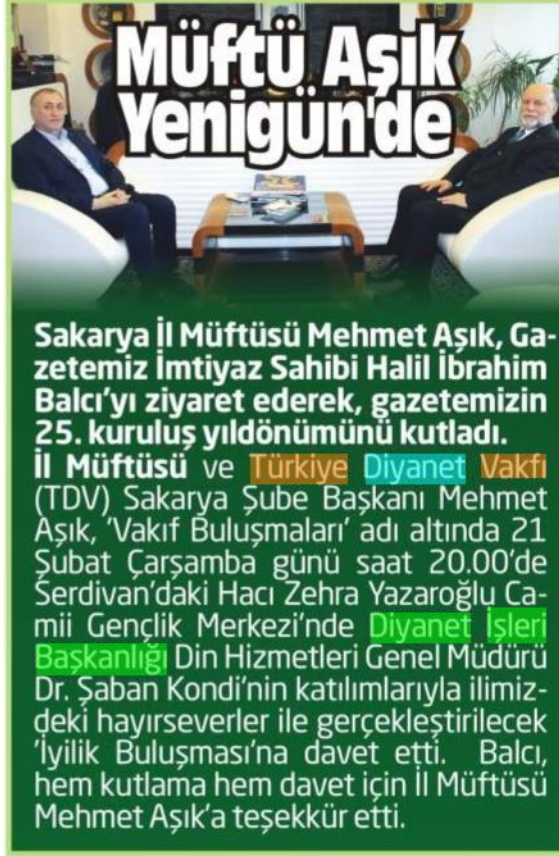 Müftü Aşık
Yenigün'de
Sakarya İl Müftüsü Mehmet Aşık, Ga-
zetemiz İmtiyaz Sahibi Halil İbrahim
Balcı'yı ziyaret ederek, gazetemizin
25. kuruluş yıldönümünü kutladı.
İl Müftüsü ve Türkiye Diyanet Vakfı
(TDV) Sakarya Şube Başkanı Mehmet
Aşık, 'Vakıf Buluşmaları' adı altında 21
Şubat Çarşamba günü saat 20.00'de
Serdivan'daki Hacı Zehra Yazaroğlu Ca-
mii Gençlik Merkezi'nde Diyanet İşleri
Başkanlığı Din Hizmetleri Genel Müdürü
Dr. Şaban Kondi'nin katılımlarıyla ilimiz-
deki hayırseverler ile gerçekleştirilecek
'İyilik Buluşması'na davet etti. Balcı,
hem kutlama hem davet için İl Müftüsü
Mehmet Aşık'a teşekkür etti.